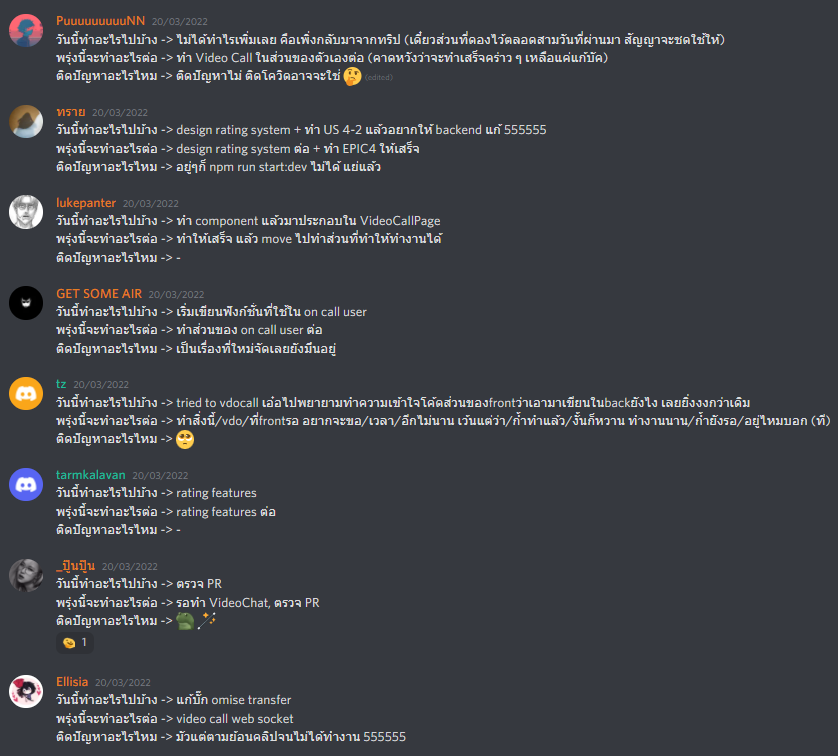 PuuuuuuuuuNN 20/03/2022
วันนี้ทำอะไรไปบ้าง -> ไม่ได้ทำไรเพิ่มเลย คือเพิ่งกลับมาจากทริป (เดี๋ยวส่วนที่ดองไว้ตลอดสามวันที่ผ่านมา สัญญาจะชดใช้ให้)
พรุ่งนี้จะทำอะไรต่อ -> ทำ Video Call ในส่วนของตัวเองต่อ (คาดหวังว่าจะทำเสร็จคร่าว ๆ เหลือแค่แก้บัค)
ติดปัญหาอะไรไหม -> ติดปัญหาไม่ ติดโควิดอาจจะใช่ 🤔 (edited)
ทราย 20/03/2022
วันนี้ทำอะไรไปบ้าง -> design rating system + ทำ US 4-2 แล้วอยากให้ backend แก้ 555555
พรุ่งนี้จะทำอะไรต่อ -> design rating system ต่อ + ทำ EPIC4 ให้เสร็จ
ติดปัญหาอะไรไหม -> อยู่ๆก็ npm run start:dev ไม่ได้ แย่แล้ว
lukepanter 20/03/2022
วันนี้ทำอะไรไปบ้าง -> ทำ component แล้วมาประกอบใน VideoCallPage
พรุ่งนี้จะทำอะไรต่อ -> ทำให้เสร็จ แล้ว move ไปทำส่วนที่ทำให้ทำงานได้
ติดปัญหาอะไรไหม -> -
GET SOME AIR 20/03/2022
วันนี้ทำอะไรไปบ้าง -> เริ่มเขียนฟังก์ชั่นที่ใช้ใน on call user
พรุ่งนี้จะทำอะไรต่อ -> ทำส่วนของ on call user ต่อ
ติดปัญหาอะไรไหม -> เป็นเรื่องที่ใหม่จัดเลยยังมึนอยู่
tz 20/03/2022
วันนี้ทำอะไรไปบ้าง -> tried to vdocall เอ๋อไปพยายามทำความเข้าใจโค้ดส่วนของfrontว่าเอามาเขียนในbackยังไง เลยยิ่งงงกว่าเดิม
พรุ่งนี้จะทำอะไรต่อ -> ทำสิ่งนี้/vdo/ที่frontรอ อยากจะขอ/เวลา/อีกไม่นาน เว้นแต่ว่า/ก๋ำทำแล้ว/งั้นก็หวาน ทำงานนาน/ก๋ำยังรอ/อยู่ไหมบอก (ที)
ติดปัญหาอะไรไหม -> 🥺
tarmkalavan 20/03/2022
วันนี้ทำอะไรไปบ้าง -> rating features
พรุ่งนี้จะทำอะไรต่อ -> rating features ต่อ
ติดปัญหาอะไรไหม -> -
_ปู๊นปู๊น 20/03/2022
วันนี้ทำอะไรไปบ้าง -> ตรวจ PR
พรุ่งนี้จะทำอะไรต่อ -> รอทำ VideoChat, ตรวจ PR
ติดปัญหาอะไรไหม ->
1
Ellisia 20/03/2022
วันนี้ทำอะไรไปบ้าง -> แก้บั๊ก omise transfer
พรุ่งนี้จะทำอะไรต่อ -> video call web socket
ติดปัญหาอะไรไหม -> มัวแต่ตามย้อนคลิปจนไม่ได้ทำงาน 555555